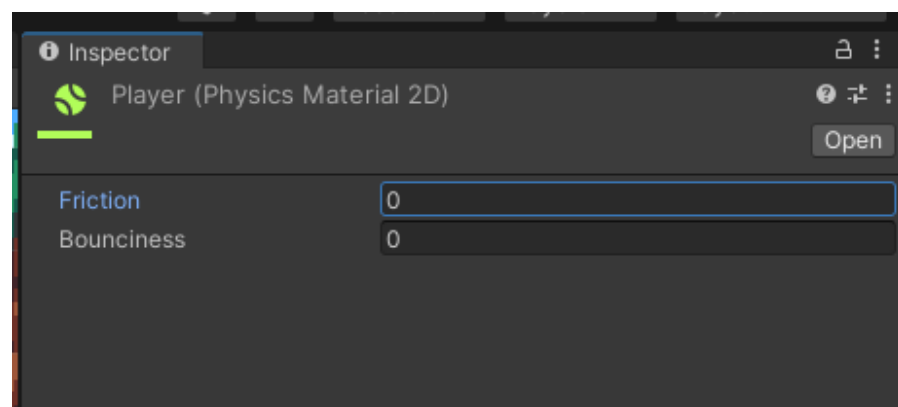 Inspector
Player (Physics Material 2D)
Open
Friction 0
Bounciness 0